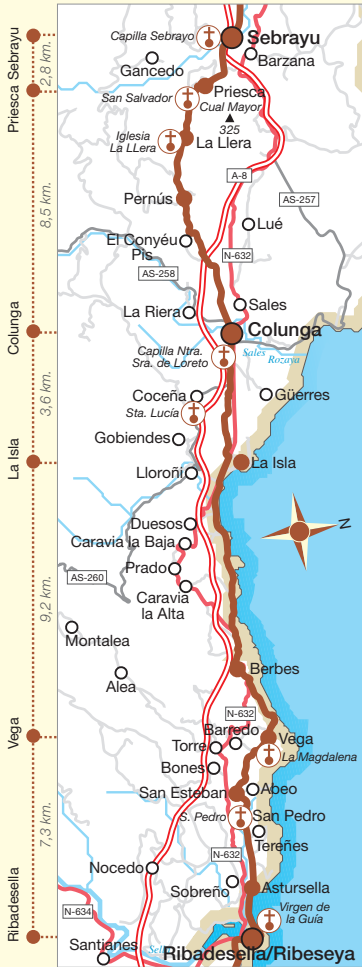 Priesca Sebrayu
2,8 km.
8,5 km.
Colunga
3,6 km.
La Isla
9,2 km.
Vega
7,3 km.
Ribadesella
Capilla Sebrayo
Sebrayu
Gancedo
Barzana
San Salvador
Priesca
Cual Mayor
325
Iglesia
La LLera
La Llera
A-8
AS-257
Pernús
Lué
El Conyéu
Pis
N-632
AS-258
Sales
La Riera
Colunga
Capilla Ntra.
Sra. de Loreto
Sales
Rozaya
Coceña
Güerres
Sta. Lucía
Gobiendes
La Isla
Lloroñi
N
Duesos
Caravia la Baja
Prado
AS-260
Caravia
la Alta
Montalea
Alea
Berbes
N-632
Barredo
Vega
Torre
La Magdalena
Bones
Abeo
San Esteban
S. Pedro
San Pedro
Tereñes
N-632
Nocedo
Sobreño
Astursella
N-634
Virgen de
la Guía
Santianes
Ribadesella/Ribeseya